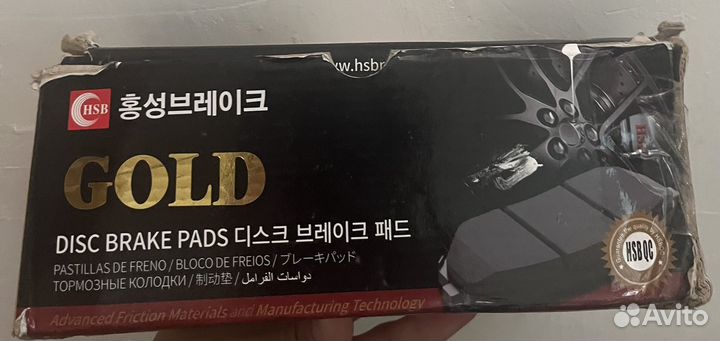 www.hsbr
HSB 홍성브레이크
GOLD
DISC BRAKE PADS 디스크 브레이크 패드
PASTILLAS DE FRENO / BLOCO DE FREIOS / ブレーキパッド
ТОРМОЗНЫЕ КОЛОДКИ / 制动垫 / دواسات الفرامل
Advanced Friction Materials and Manufacturing Technology
HSB QC
Avito